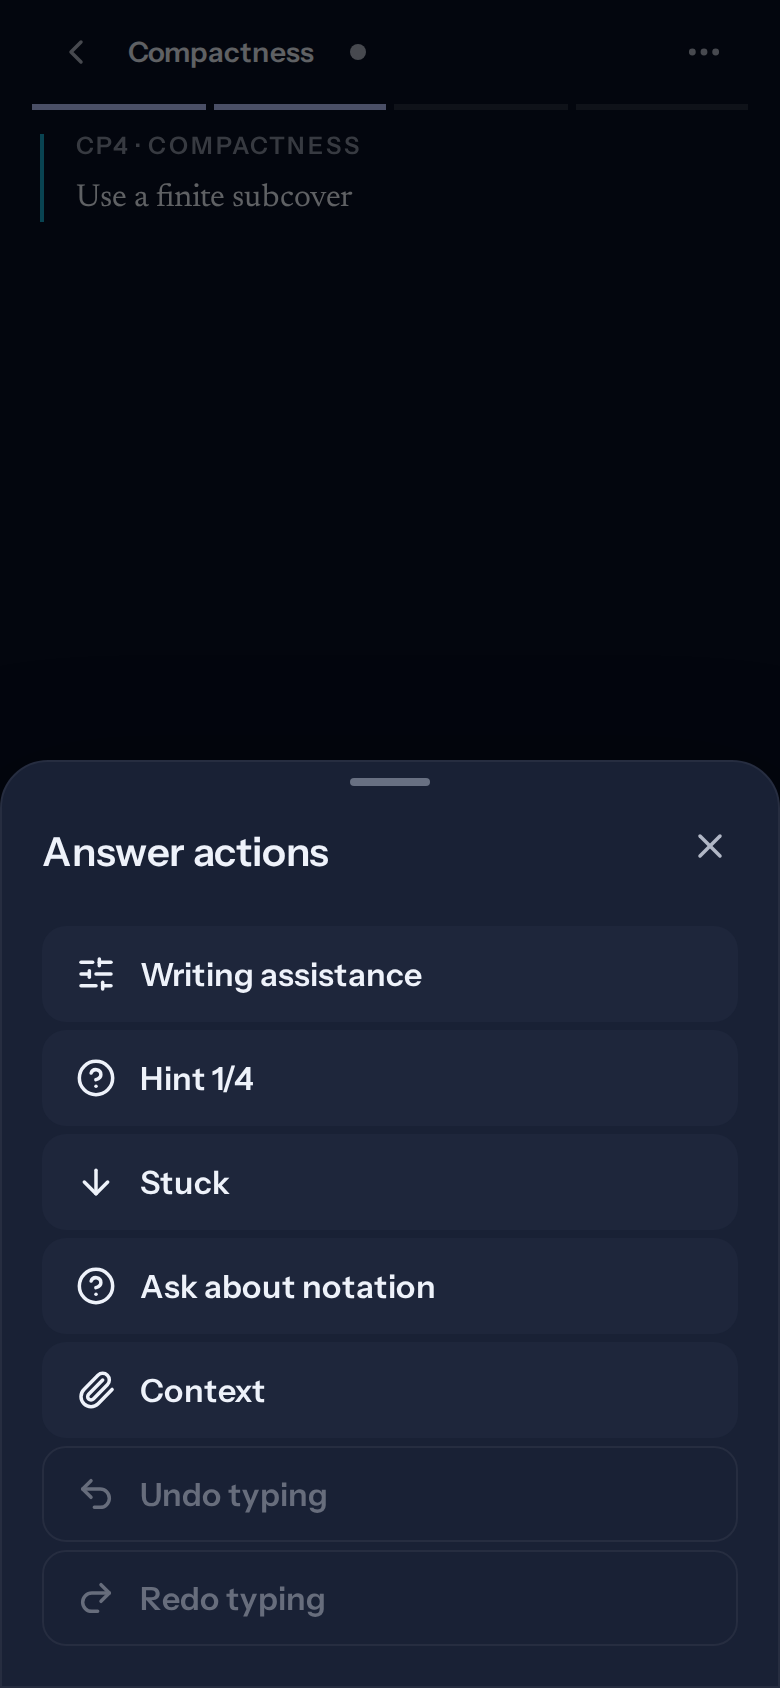 Compactness
CP4 · COMPACTNESS
Use a finite subcover
Answer actions
Writing assistance
Hint 1/4
Stuck
Ask about notation
Context
Undo typing
Redo typing